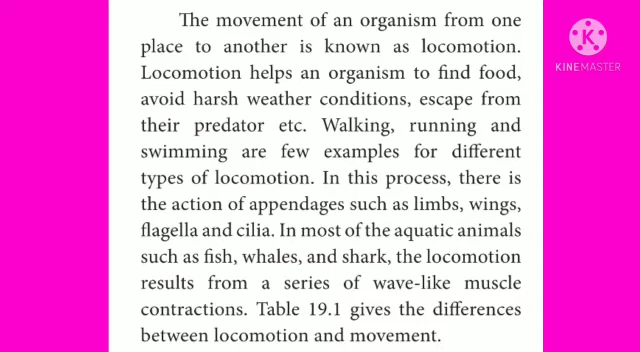 The movement of an organism from one
place to another is known as locomotion.
Locomotion helps an organism to find food,
avoid harsh weather conditions, escape from
their predator etc. Walking, running and
swimming are few examples for different
types of locomotion. In this process, there is
the action of appendages such as limbs, wings,
flagella and cilia. In most of the aquatic animals
such as fish, whales, and shark, the locomotion
results from a series of wave-like muscle
contractions. Table 19.1 gives the differences
between locomotion and movement.
K
KINEMASTER